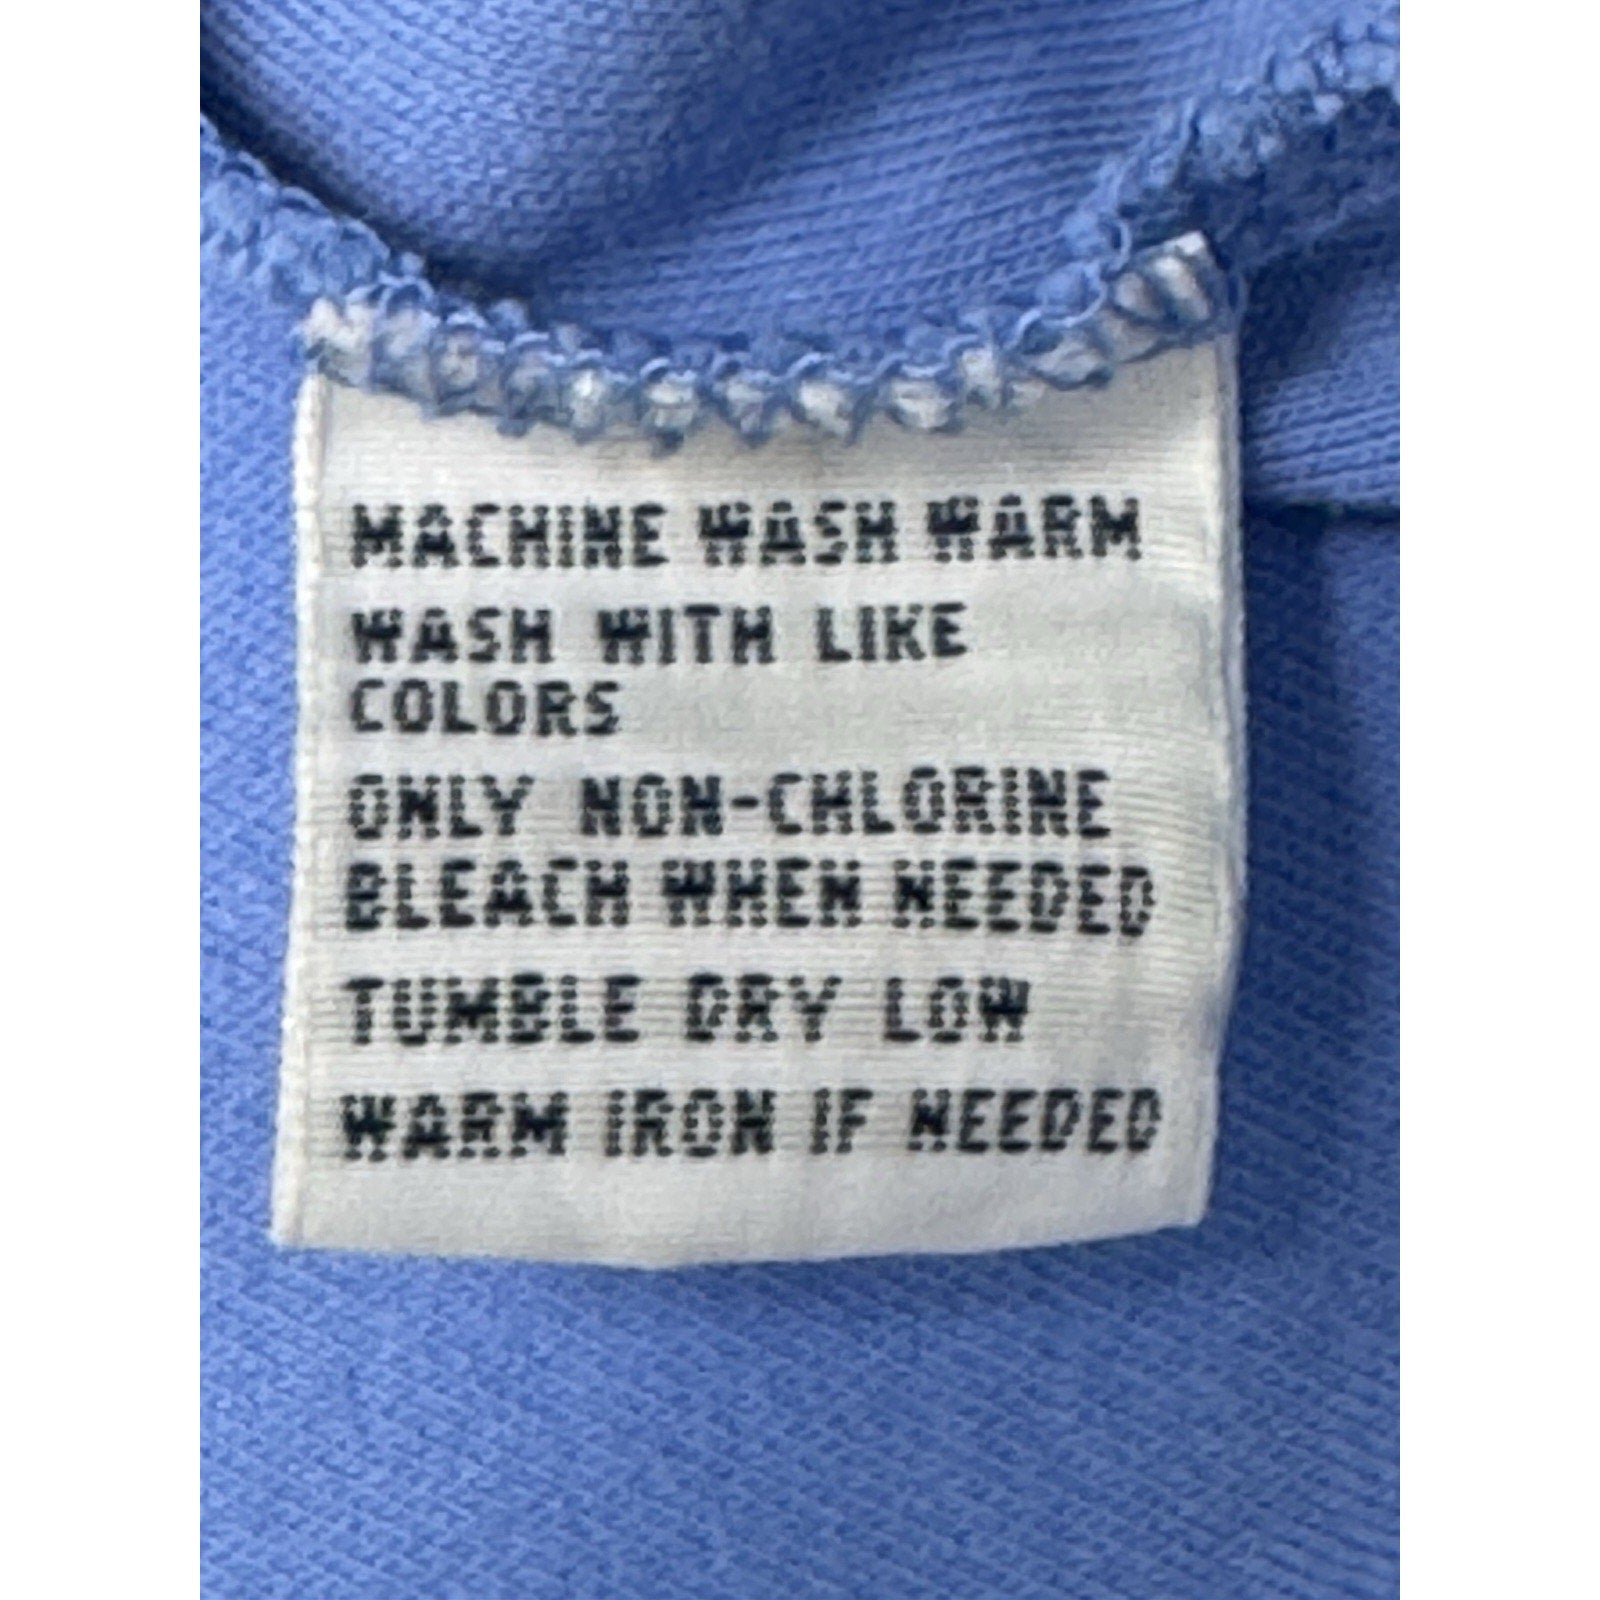 MACHINE WASH WARM
WASH WITH LIKE
COLORS
ONLY NON-CHLORINE
BLEACH WHEN NEEDED
TUMBLE DRY LOW
WARM IRON IF NEEDED